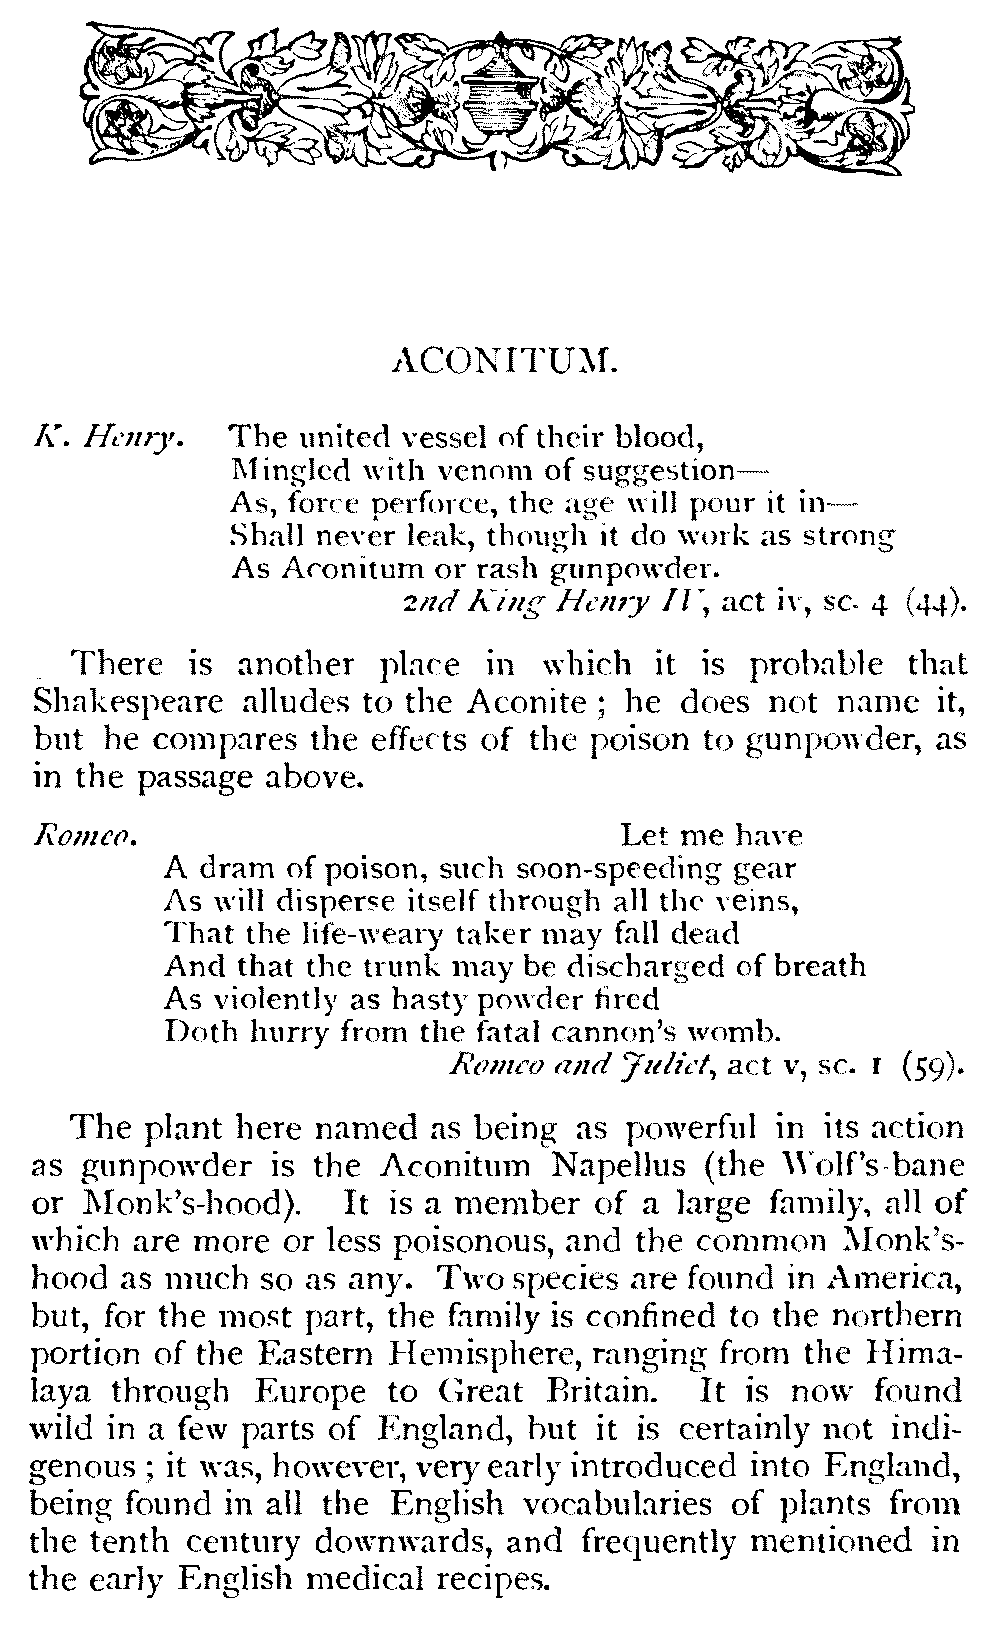 ACONITUM.
K. Henry. The united vessel of their blood,
Mingled with venom of suggestion—
As, force perforce, the age will pour it in—
Shall never leak, though it do work as strong
As Aconitum or rash gunpowder.
2nd King Henry IV, act iv, sc. 4 (44).
There is another place in which it is probable that
Shakespeare alludes to the Aconite ; he does not name it,
but he compares the effects of the poison to gunpowder, as
in the passage above.
Romeo. Let me have
A dram of poison, such soon-speeding gear
As will disperse itself through all the veins,
That the life-weary taker may fall dead
And that the trunk may be discharged of breath
As violently as hasty powder fired
Doth hurry from the fatal cannon's womb.
Romeo and Juliet, act v, sc. 1 (59).
The plant here named as being as powerful in its action
as gunpowder is the Aconitum Napellus (the Wolf's-bane
or Monk's-hood). It is a member of a large family, all of
which are more or less poisonous, and the common Monk's-
hood as much so as any. Two species are found in America,
but, for the most part, the family is confined to the northern
portion of the Eastern Hemisphere, ranging from the Hima-
laya through Europe to Great Britain. It is now found
wild in a few parts of England, but it is certainly not indi-
genous ; it was, however, very early introduced into England,
being found in all the English vocabularies of plants from
the tenth century downwards, and frequently mentioned in
the early English medical recipes.